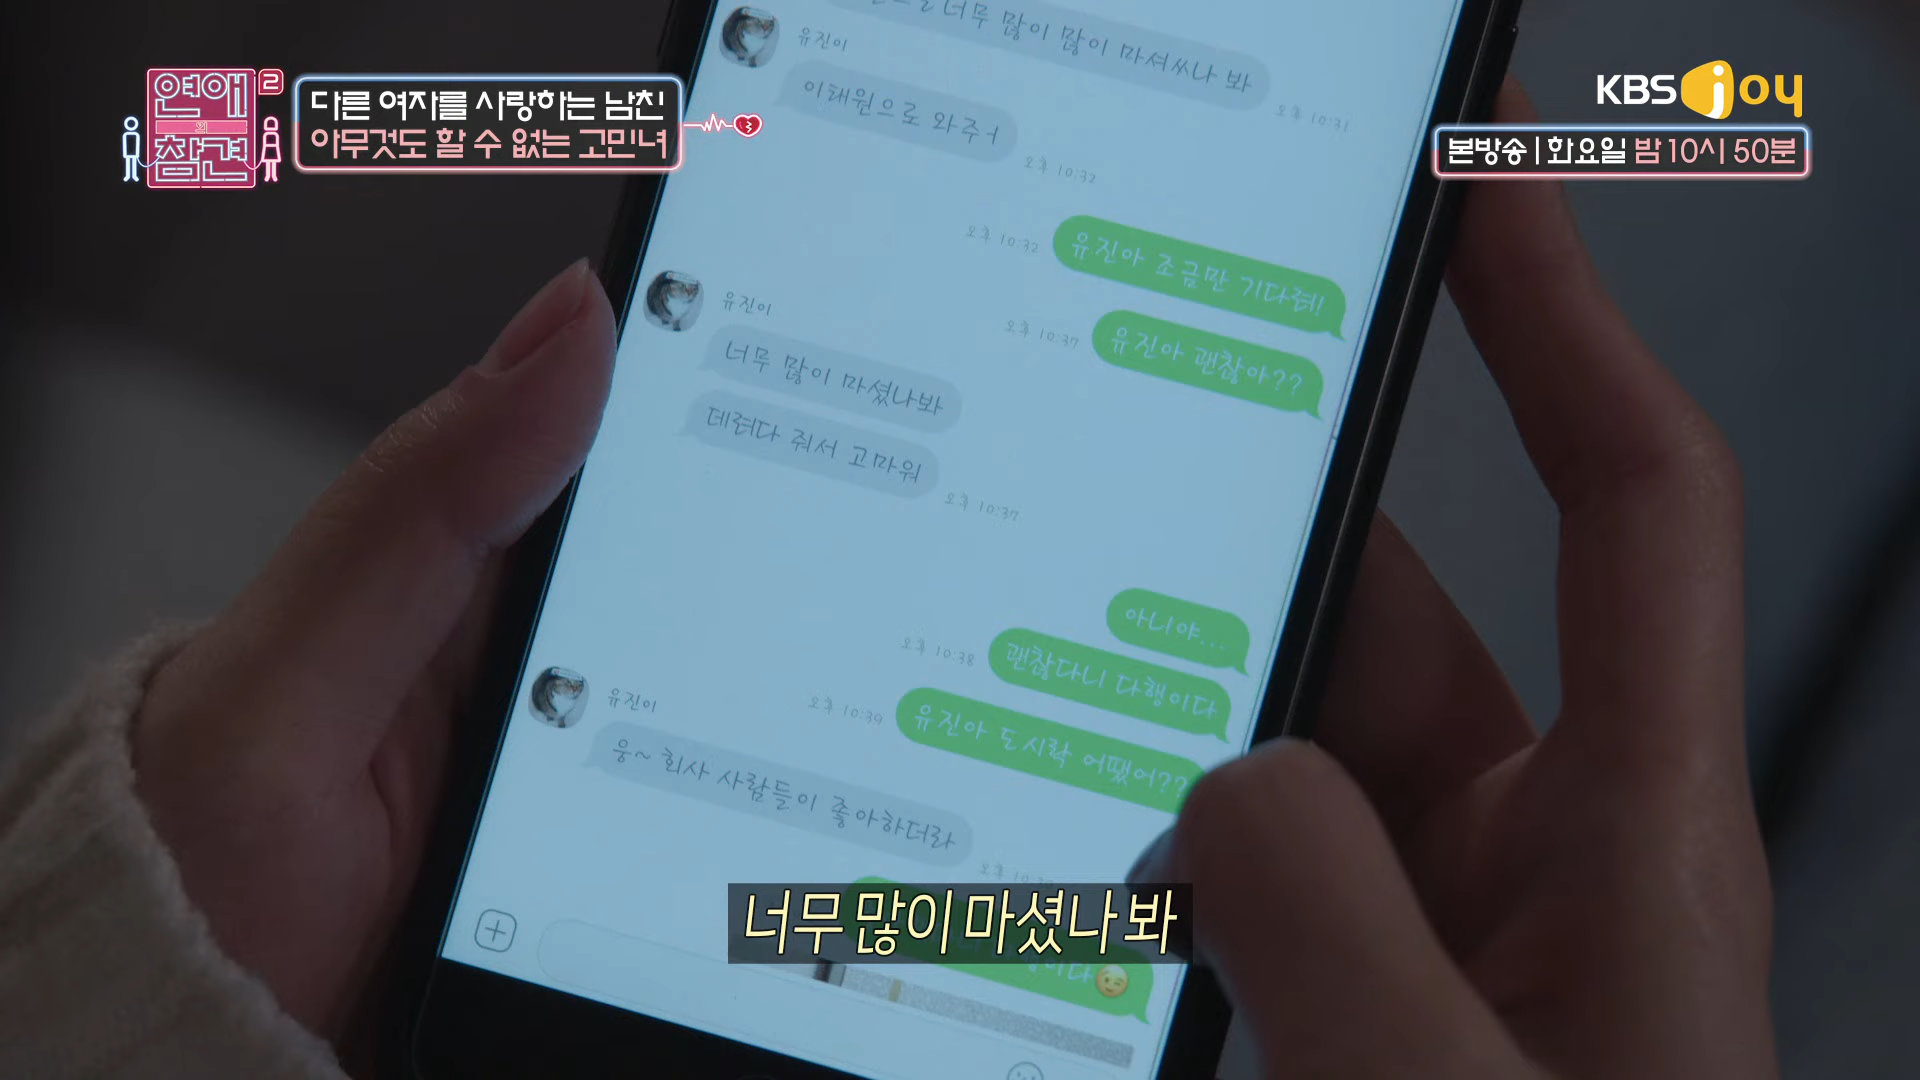 연애의 참견 2
다른 여자를 사랑하는 남친
아무것도 할 수 없는 고민녀
KBS joy
본방송 | 화요일 밤 10시 50분
너무 많이 많이 마셔ㅆ나 봐
오후 10:31
유진이
이태원으로 와주ㅓ
오후 10:32
유진아 조금만 기다려!
오후 10:32
유진아 괜찮아??
오후 10:37
유진이
너무 많이 마셨나봐
데려다 줘서 고마워
오후 10:37
아니야...
괜찮다니 다행이다
오후 10:38
유진아 도시락 어땠어??
오후 10:39
유진이
웅~ 회사 사람들이 좋아하더라
오후
너무 많이 마셨나 봐